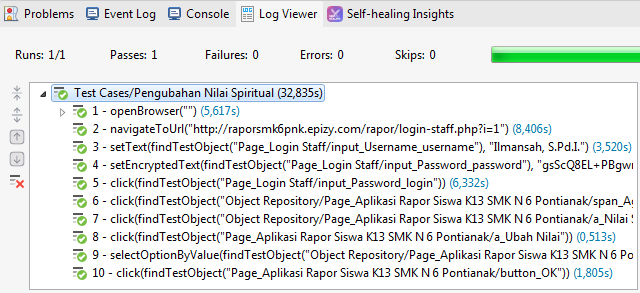 Problems Event Log Console Log Viewer Self-healing Insights
Runs: 1/1 Passes: 1 Failures: 0 Errors: 0 Skips: 0
Test Cases/Pengubahan Nilai Spiritual (32,835s)
1 - openBrowser("") (5,617s)
2 - navigateToUrl("http://raporsmk6pnk.epizy.com/rapor/login-staff.php?i=1") (8,406s)
3 - setText(findTestObject("Page_Login Staff/input_Username_username"), "Ilmansah, S.Pd.I.") (3,520s)
4 - setEncryptedText(findTestObject("Page_Login Staff/input_Password_password"), "gsScQ8EL+PBgwr
5 - click(findTestObject("Page_Login Staff/input_Password_login")) (6,332s)
6 - click(findTestObject("Object Repository/Page_Aplikasi Rapor Siswa K13 SMK N 6 Pontianak/span_Ag
7 - click(findTestObject("Object Repository/Page_Aplikasi Rapor Siswa K13 SMK N 6 Pontianak/a_Nilai S
8 - click(findTestObject("Page_Aplikasi Rapor Siswa K13 SMK N 6 Pontianak/a_Ubah Nilai")) (0,513s)
9 - selectOptionByValue(findTestObject("Object Repository/Page_Aplikasi Rapor Siswa K13 SMK N 6 Pon
10 - click(findTestObject("Page_Aplikasi Rapor Siswa K13 SMK N 6 Pontianak/button_OK")) (1,805s)